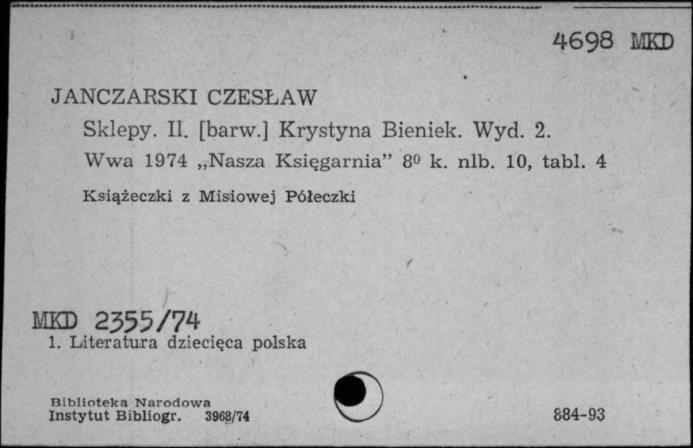 4698 MKD
JANCZARSKI CZESŁAW
Sklepy. Il. [barw.] Krystyna Bieniek. Wyd. 2.
Wwa 1974 „Nasza Księgarnia” 8⁰ k. nlb. 10, tabl. 4
Książeczki z Misiowej Półeczki
MKD 2355/74
1. Literatura dziecięca polska
Biblioteka Narodowa
Instytut Bibliogr. 3968/74
884-93